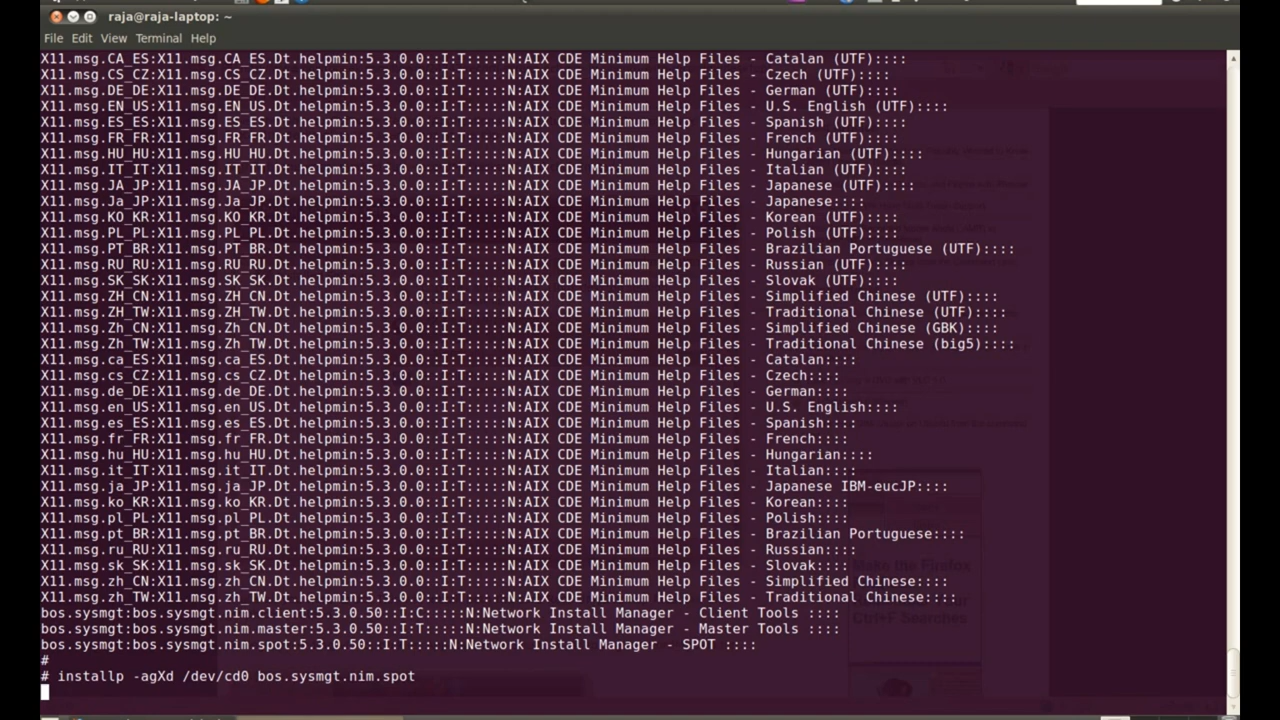 raja@raja-laptop: ~
File Edit View Terminal Help
X11.msg.CA_ES:X11.msg.CA_ES.Dt.helpmin:5.3.0.0::I:T:::::N:AIX CDE Minimum Help Files - Catalan (UTF)::::
X11.msg.CS_CZ:X11.msg.CS_CZ.Dt.helpmin:5.3.0.0::I:T:::::N:AIX CDE Minimum Help Files - Czech (UTF)::::
X11.msg.DE_DE:X11.msg.DE_DE.Dt.helpmin:5.3.0.0::I:T:::::N:AIX CDE Minimum Help Files - German (UTF)::::
X11.msg.EN_US:X11.msg.EN_US.Dt.helpmin:5.3.0.0::I:T:::::N:AIX CDE Minimum Help Files - U.S. English (UTF)::::
X11.msg.ES_ES:X11.msg.ES_ES.Dt.helpmin:5.3.0.0::I:T:::::N:AIX CDE Minimum Help Files - Spanish (UTF)::::
X11.msg.FR_FR:X11.msg.FR_FR.Dt.helpmin:5.3.0.0::I:T:::::N:AIX CDE Minimum Help Files - French (UTF)::::
X11.msg.HU_HU:X11.msg.HU_HU.Dt.helpmin:5.3.0.0::I:T:::::N:AIX CDE Minimum Help Files - Hungarian (UTF)::::
X11.msg.IT_IT:X11.msg.IT_IT.Dt.helpmin:5.3.0.0::I:T:::::N:AIX CDE Minimum Help Files - Italian (UTF)::::
X11.msg.JA_JP:X11.msg.JA_JP.Dt.helpmin:5.3.0.0::I:T:::::N:AIX CDE Minimum Help Files - Japanese (UTF)::::
X11.msg.Ja_JP:X11.msg.Ja_JP.Dt.helpmin:5.3.0.0::I:T:::::N:AIX CDE Minimum Help Files - Japanese::::
X11.msg.KO_KR:X11.msg.KO_KR.Dt.helpmin:5.3.0.0::I:T:::::N:AIX CDE Minimum Help Files - Korean (UTF)::::
X11.msg.PL_PL:X11.msg.PL_PL.Dt.helpmin:5.3.0.0::I:T:::::N:AIX CDE Minimum Help Files - Polish (UTF)::::
X11.msg.PT_BR:X11.msg.PT_BR.Dt.helpmin:5.3.0.0::I:T:::::N:AIX CDE Minimum Help Files - Brazilian Portuguese (UTF)::::
X11.msg.RU_RU:X11.msg.RU_RU.Dt.helpmin:5.3.0.0::I:T:::::N:AIX CDE Minimum Help Files - Russian (UTF)::::
X11.msg.SK_SK:X11.msg.SK_SK.Dt.helpmin:5.3.0.0::I:T:::::N:AIX CDE Minimum Help Files - Slovak (UTF)::::
X11.msg.ZH_CN:X11.msg.ZH_CN.Dt.helpmin:5.3.0.0::I:T:::::N:AIX CDE Minimum Help Files - Simplified Chinese (UTF)::::
X11.msg.ZH_TW:X11.msg.ZH_TW.Dt.helpmin:5.3.0.0::I:T:::::N:AIX CDE Minimum Help Files - Traditional Chinese (UTF)::::
X11.msg.Zh_CN:X11.msg.Zh_CN.Dt.helpmin:5.3.0.0::I:T:::::N:AIX CDE Minimum Help Files - Simplified Chinese (GBK)::::
X11.msg.Zh_TW:X11.msg.Zh_TW.Dt.helpmin:5.3.0.0::I:T:::::N:AIX CDE Minimum Help Files - Traditional Chinese (big5)::::
X11.msg.ca_ES:X11.msg.ca_ES.Dt.helpmin:5.3.0.0::I:T:::::N:AIX CDE Minimum Help Files - Catalan::::
X11.msg.cs_CZ:X11.msg.cs_CZ.Dt.helpmin:5.3.0.0::I:T:::::N:AIX CDE Minimum Help Files - Czech::::
X11.msg.de_DE:X11.msg.de_DE.Dt.helpmin:5.3.0.0::I:T:::::N:AIX CDE Minimum Help Files - German::::
X11.msg.en_US:X11.msg.en_US.Dt.helpmin:5.3.0.0::I:T:::::N:AIX CDE Minimum Help Files - U.S. English::::
X11.msg.es_ES:X11.msg.es_ES.Dt.helpmin:5.3.0.0::I:T:::::N:AIX CDE Minimum Help Files - Spanish::::
X11.msg.fr_FR:X11.msg.fr_FR.Dt.helpmin:5.3.0.0::I:T:::::N:AIX CDE Minimum Help Files - French::::
X11.msg.hu_HU:X11.msg.hu_HU.Dt.helpmin:5.3.0.0::I:T:::::N:AIX CDE Minimum Help Files - Hungarian::::
X11.msg.it_IT:X11.msg.it_IT.Dt.helpmin:5.3.0.0::I:T:::::N:AIX CDE Minimum Help Files - Italian::::
X11.msg.ja_JP:X11.msg.ja_JP.Dt.helpmin:5.3.0.0::I:T:::::N:AIX CDE Minimum Help Files - Japanese IBM-eucJP::::
X11.msg.ko_KR:X11.msg.ko_KR.Dt.helpmin:5.3.0.0::I:T:::::N:AIX CDE Minimum Help Files - Korean::::
X11.msg.pl_PL:X11.msg.pl_PL.Dt.helpmin:5.3.0.0::I:T:::::N:AIX CDE Minimum Help Files - Polish::::
X11.msg.pt_BR:X11.msg.pt_BR.Dt.helpmin:5.3.0.0::I:T:::::N:AIX CDE Minimum Help Files - Brazilian Portuguese::::
X11.msg.ru_RU:X11.msg.ru_RU.Dt.helpmin:5.3.0.0::I:T:::::N:AIX CDE Minimum Help Files - Russian::::
X11.msg.sk_SK:X11.msg.sk_SK.Dt.helpmin:5.3.0.0::I:T:::::N:AIX CDE Minimum Help Files - Slovak::::
X11.msg.zh_CN:X11.msg.zh_CN.Dt.helpmin:5.3.0.0::I:T:::::N:AIX CDE Minimum Help Files - Simplified Chinese::::
X11.msg.zh_TW:X11.msg.zh_TW.Dt.helpmin:5.3.0.0::I:T:::::N:AIX CDE Minimum Help Files - Traditional Chinese::::
bos.sysmgt:bos.sysmgt.nim.client:5.3.0.50::I:C:::::N:Network Install Manager - Client Tools ::::
bos.sysmgt:bos.sysmgt.nim.master:5.3.0.50::I:T:::::N:Network Install Manager - Master Tools ::::
bos.sysmgt:bos.sysmgt.nim.spot:5.3.0.50::I:T:::::N:Network Install Manager - SPOT ::::
#
# installp -agXd /dev/cd0 bos.sysmgt.nim.spot
Make the Firefox
Ctrl+F Searches